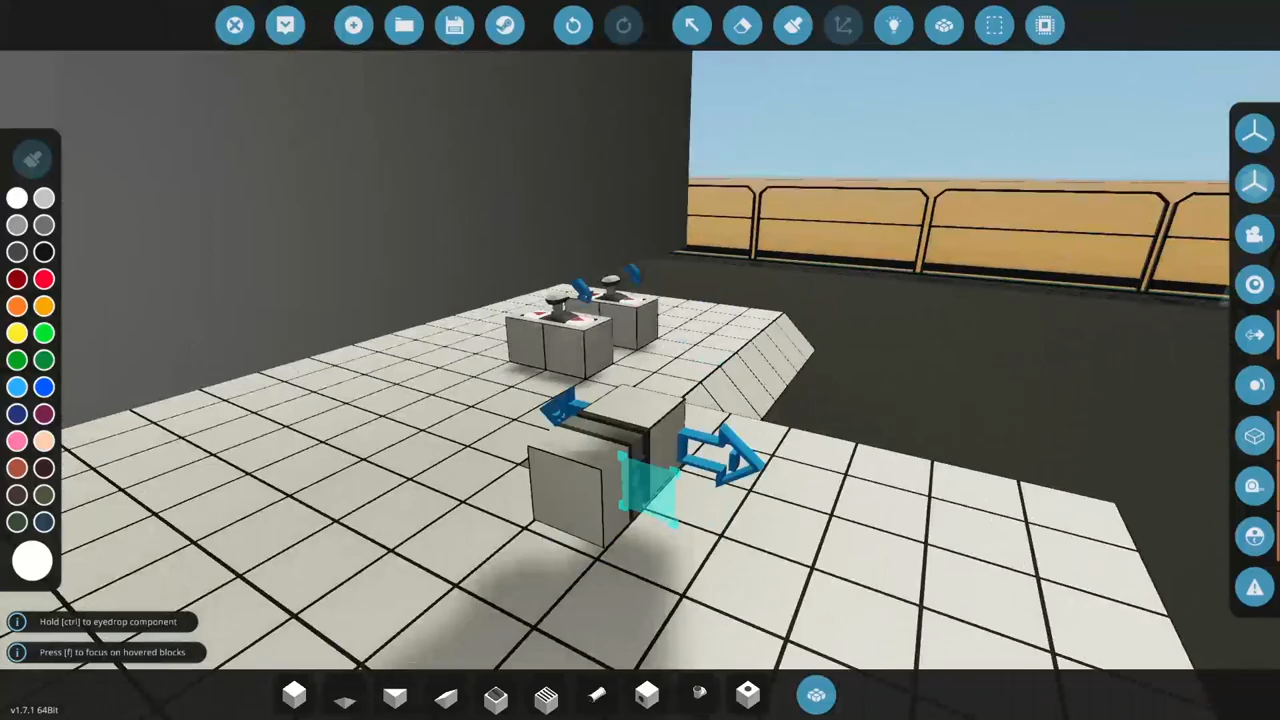 Hold [ctrl] to eyedrop component
Press [f] to focus on hovered blocks
v1.7.1 64Bit